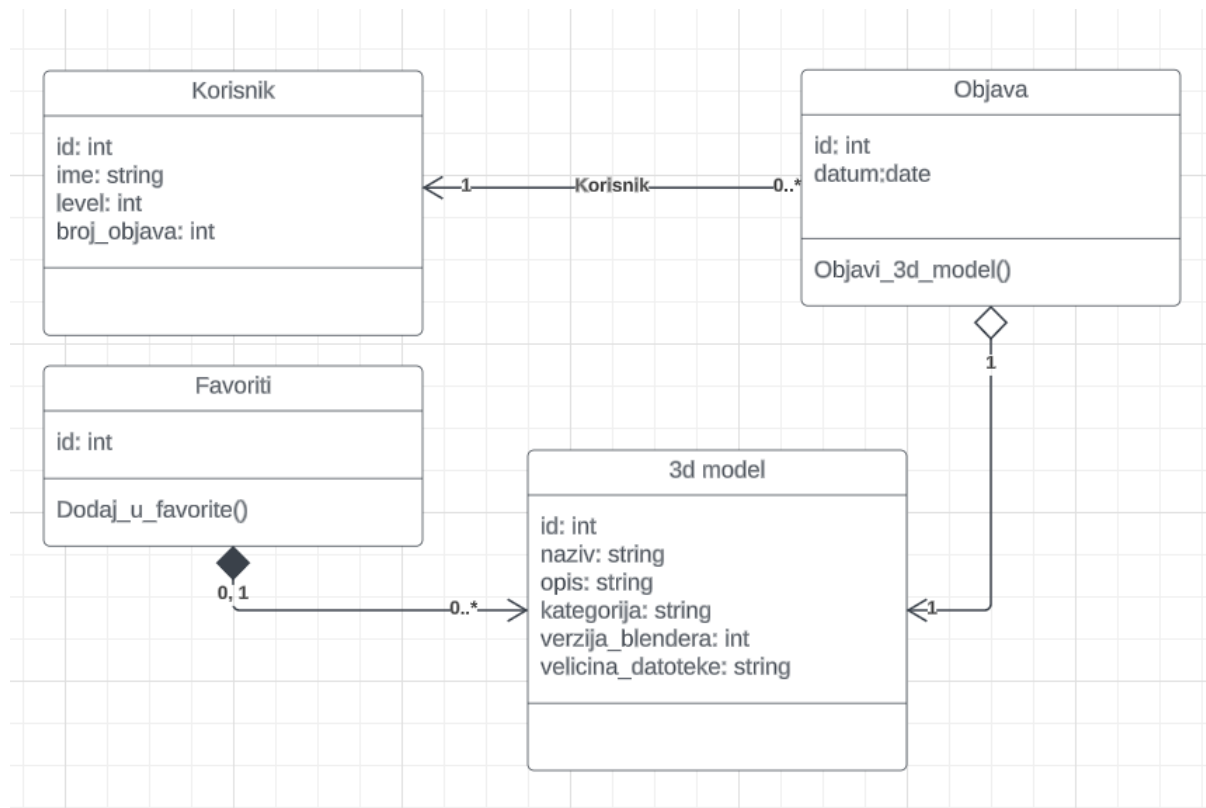 Korisnik
id: int
ime: string
level: int
broj_objava: int
1
Korisnik
0..*
Objava
id: int
datum:date
Objavi_3d_model()
1
Favoriti
id: int
Dodaj_u_favorite()
0, 1
0..*
3d model
id: int
naziv: string
opis: string
kategorija: string
verzija_blendera: int
velicina_datoteke: string
1